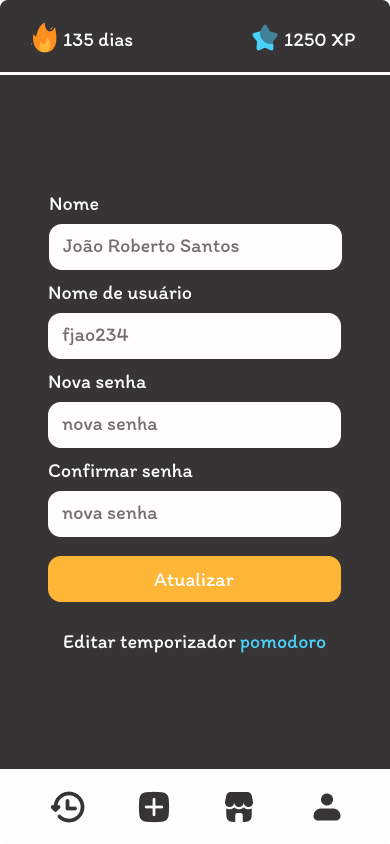 135 dias 1250 XP
Nome
João Roberto Santos
Nome de usuário
fjao234
Nova senha
nova senha
Confirmar senha
nova senha
Atualizar
Editar temporizador pomodoro